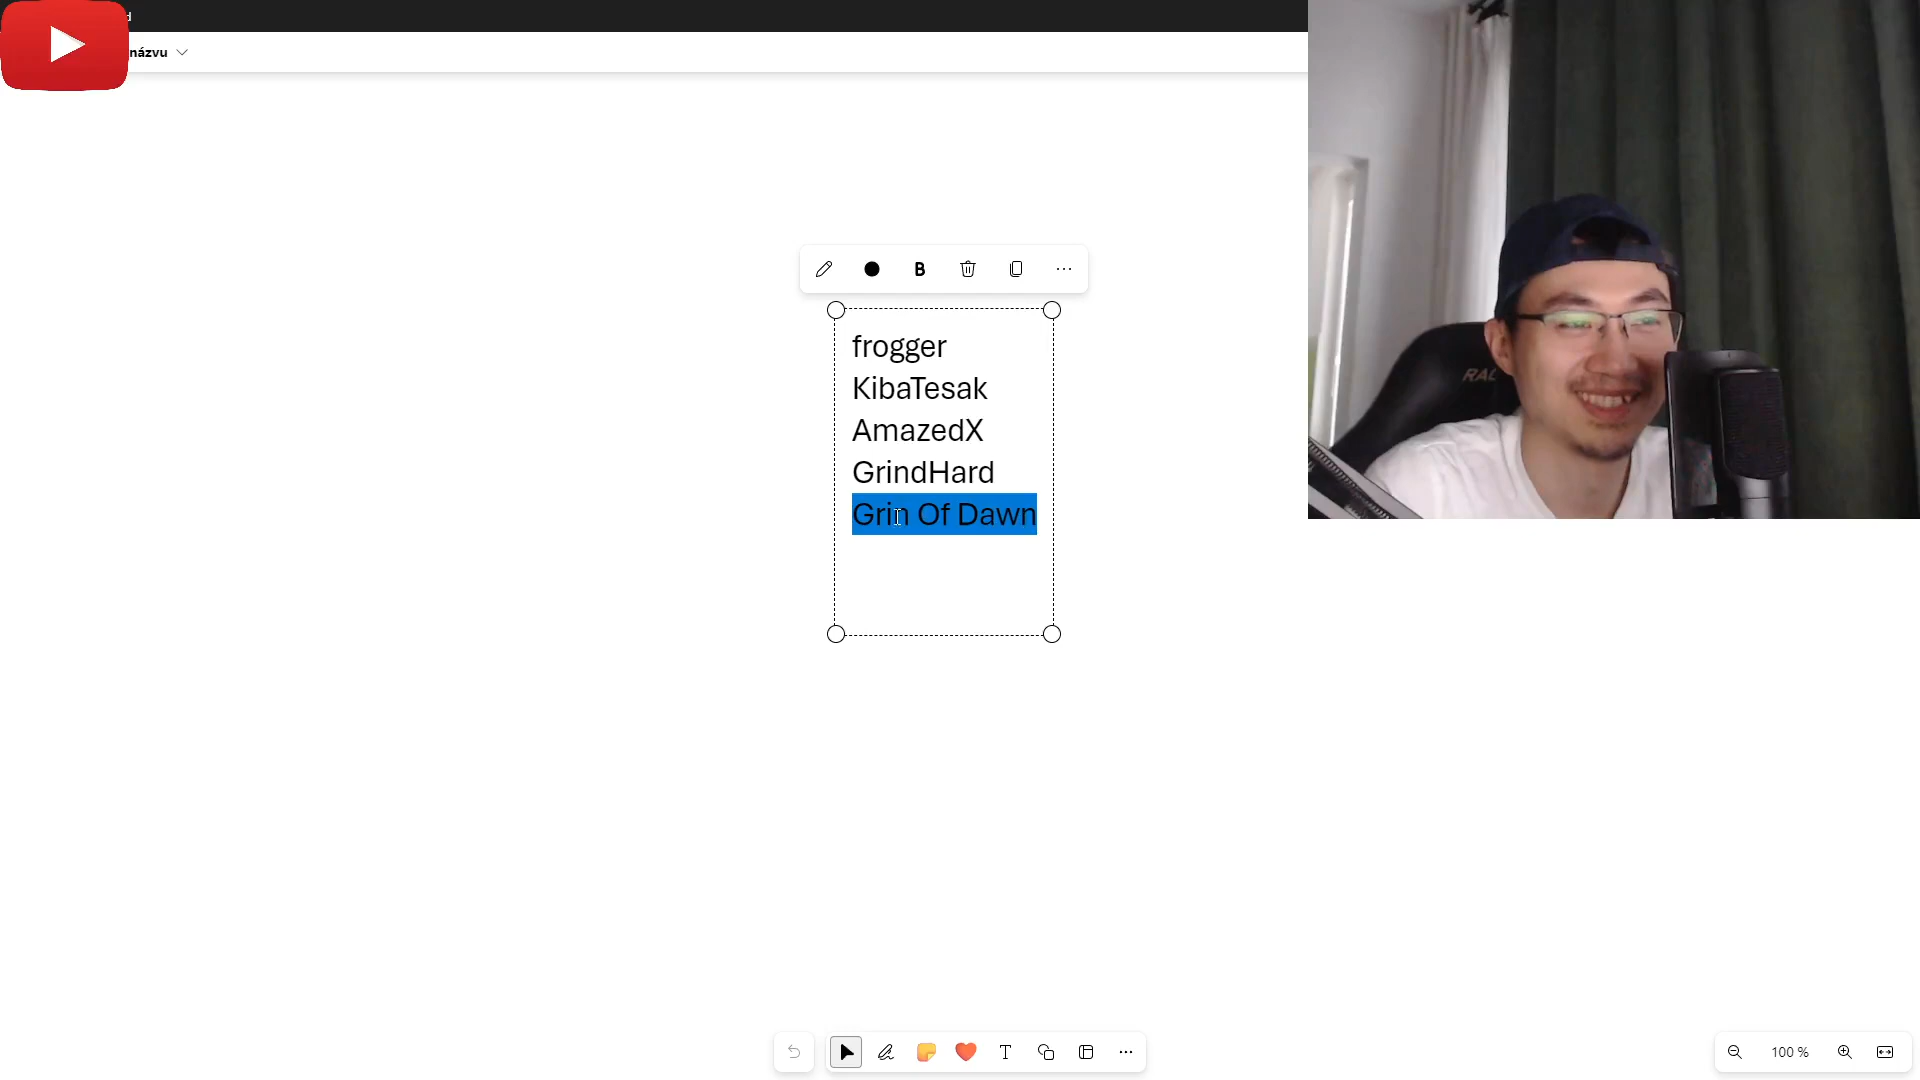 d
názvu
B
frogger
KibaTesak
AmazedX
GrindHard
Grin Of Dawn
T
100 %